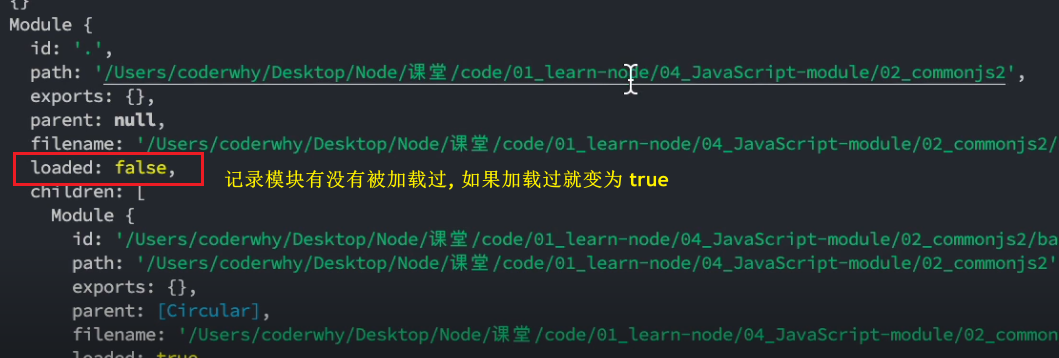 {}
Module {
id: '.',
path: '/Users/coderwhy/Desktop/Node/课堂/code/01_learn-node/04_JavaScript-module/02_commonjs2',
exports: {},
parent: null,
filename: '/Users/coderwhy/Desktop/Node/课堂/code/01_learn-node/04_JavaScript-module/02_commonjs2/
loaded: false, 记录模块有没有被加载过, 如果加载过就变为 true
children: [
Module {
id: '/Users/coderwhy/Desktop/Node/课堂/code/01_learn-node/04_JavaScript-module/02_commonjs2/ba
path: '/Users/coderwhy/Desktop/Node/课堂/code/01_learn-node/04_JavaScript-module/02_commonjs2'
exports: {},
parent: [Circular],
filename: '/Users/coderwhy/Desktop/Node/课堂/code/01_learn-node/04_JavaScript-module/02_common
loaded: true